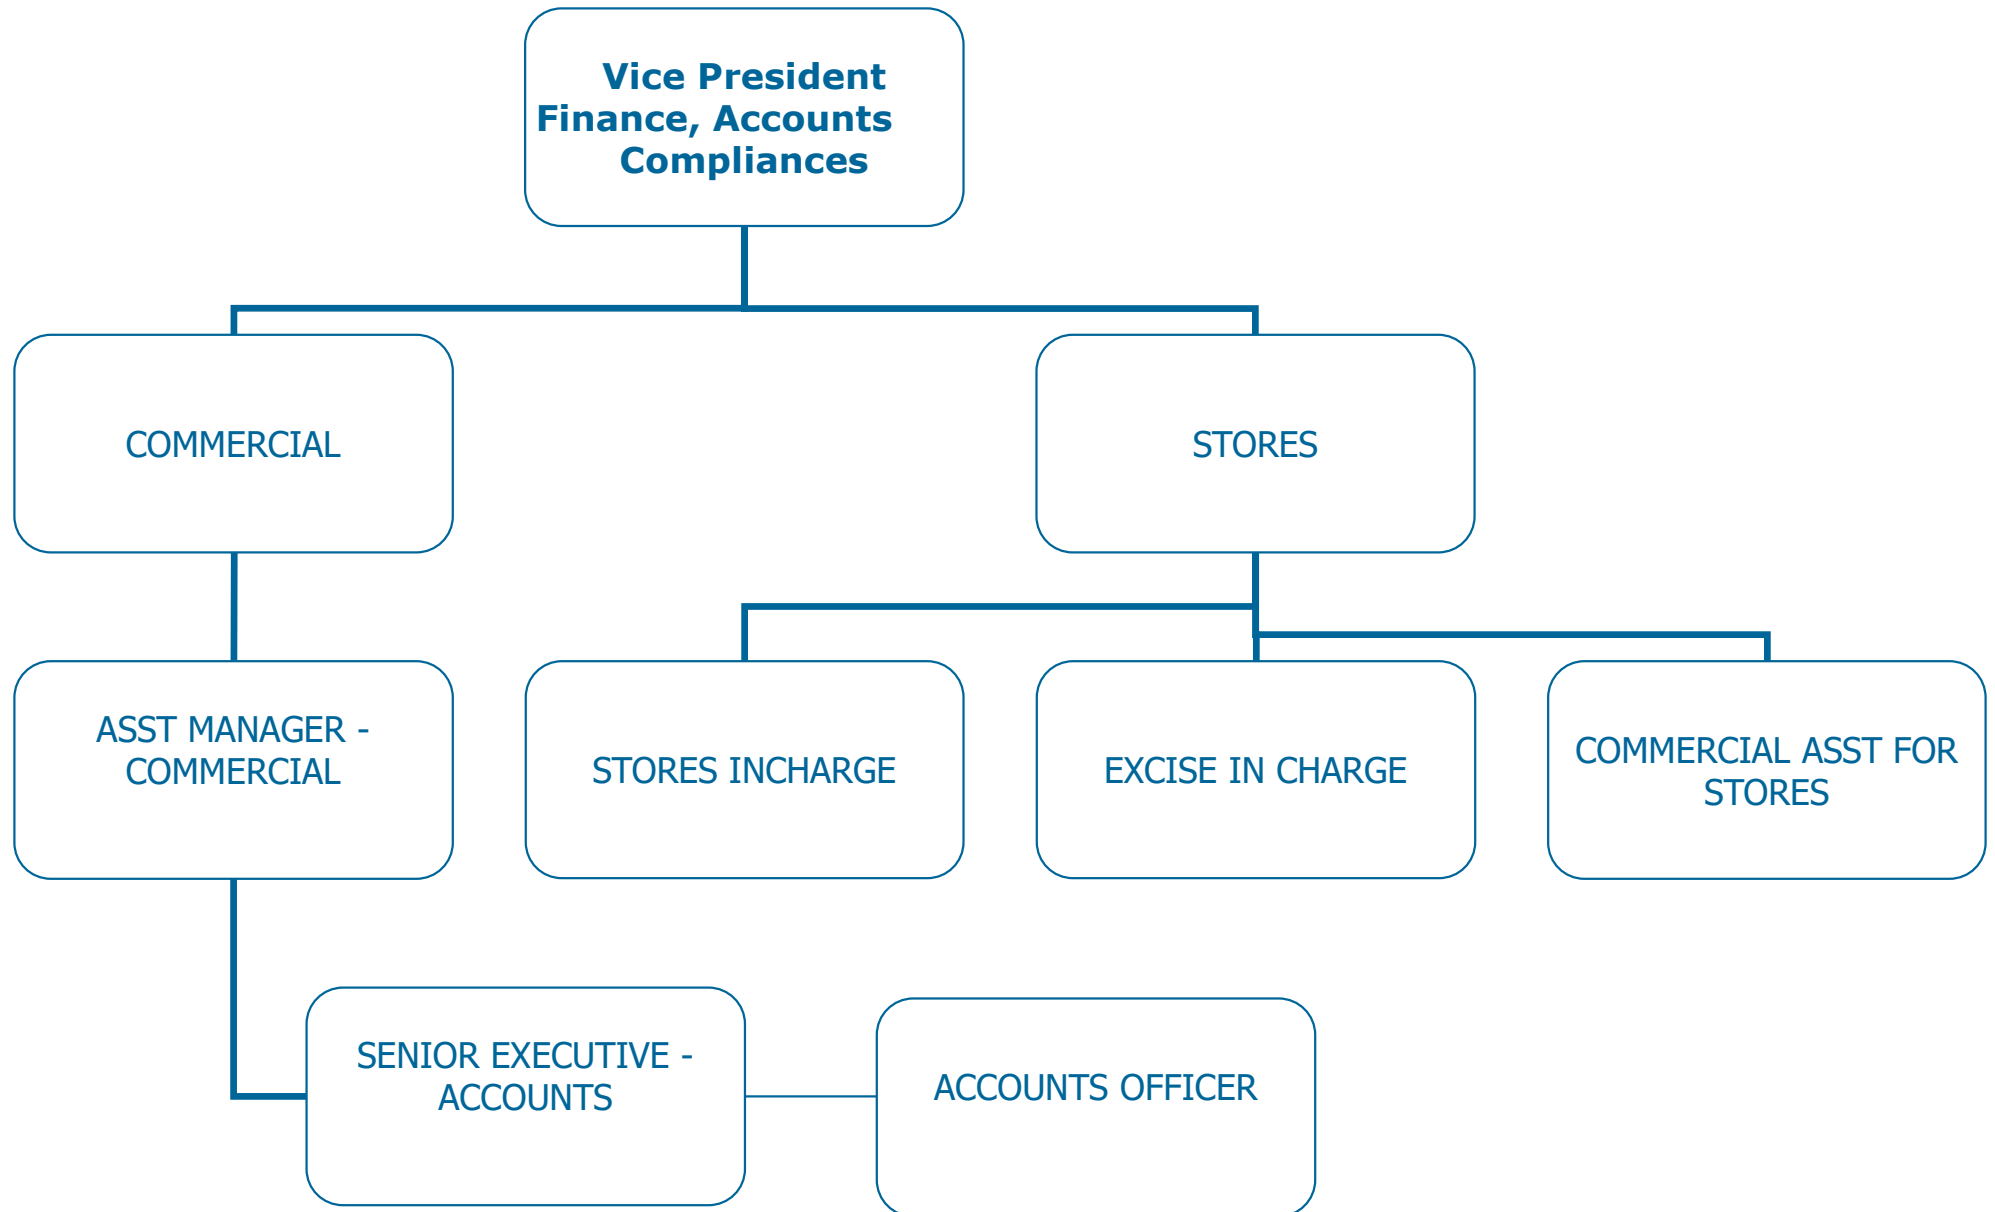 Vice President
Finance, Accounts
Compliances
COMMERCIAL
STORES
ASST MANAGER -
COMMERCIAL
STORES INCHARGE
EXCISE IN CHARGE
COMMERCIAL ASST FOR
STORES
SENIOR EXECUTIVE -
ACCOUNTS
ACCOUNTS OFFICER